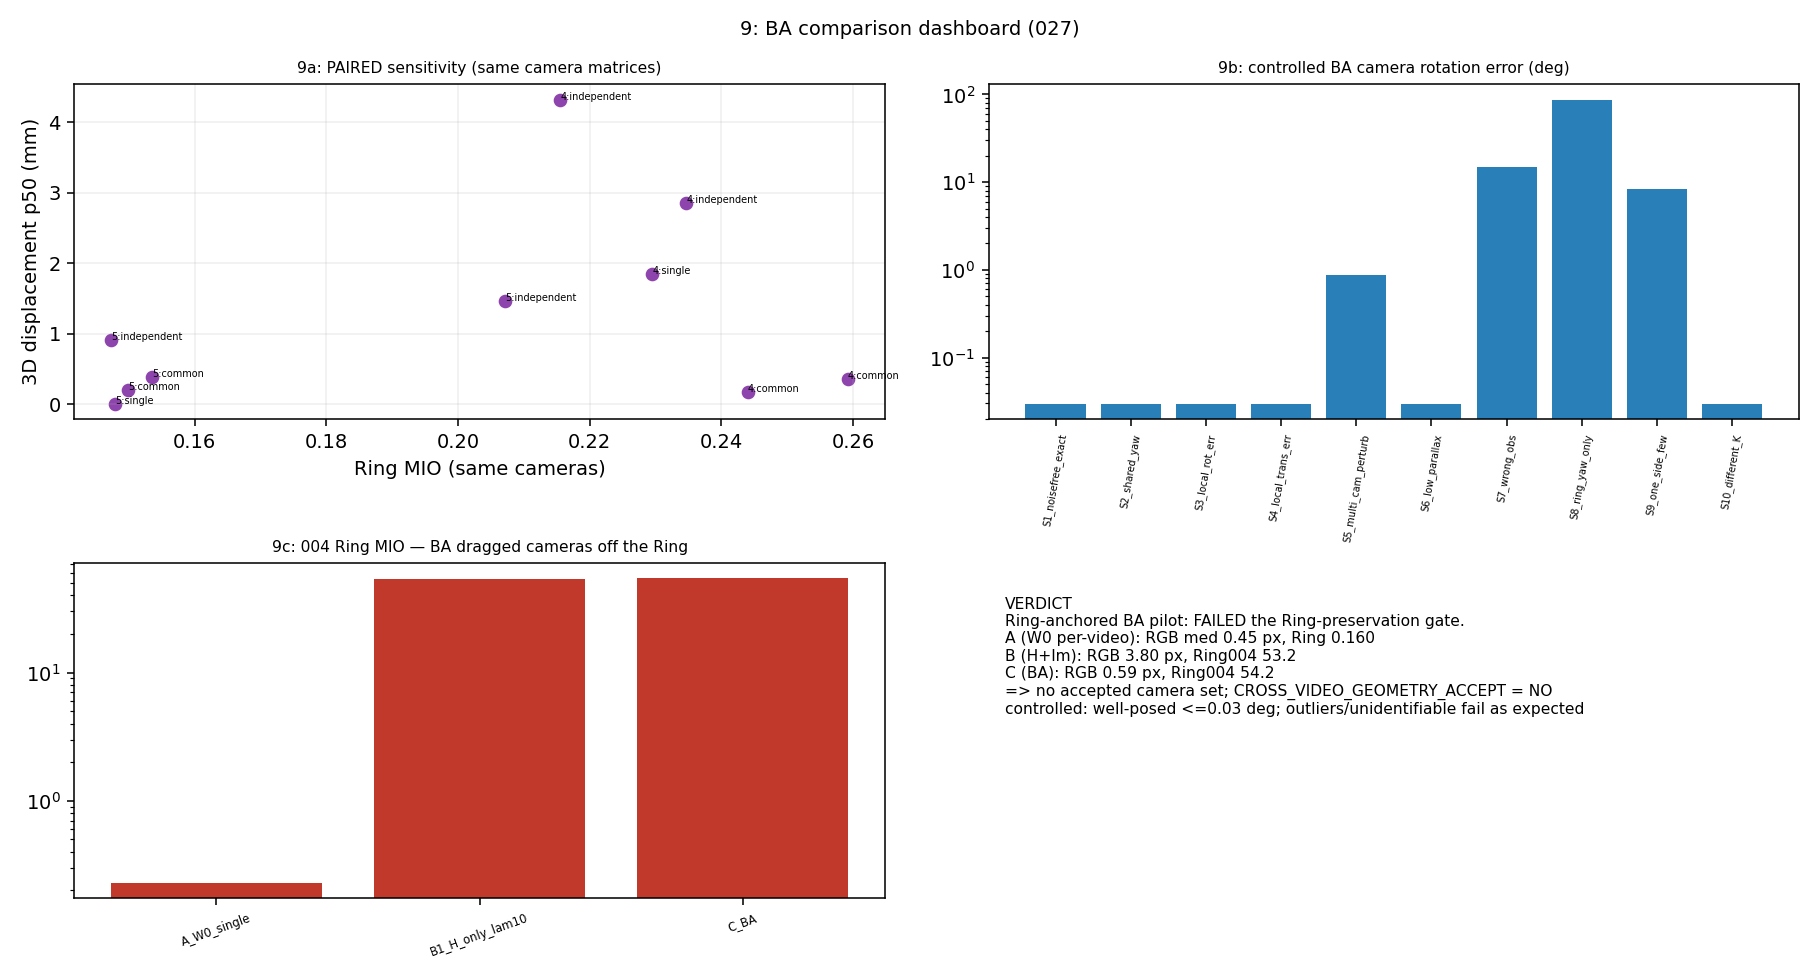 9: BA comparison dashboard (027)
9a: PAIRED sensitivity (same camera matrices)
3D displacement p50 (mm)
4
3
2
1
0
4:independent
4:independent
4:single
5:independent
5:independent
5:common
5:common
5:single
4:common
4:common
0.16
0.18
0.20
0.22
0.24
0.26
Ring MIO (same cameras)
9b: controlled BA camera rotation error (deg)
10²
10¹
10⁰
10⁻¹
S1_noisefree_exact
S2_shared_yaw
S3_local_rot_err
S4_local_trans_err
S5_multi_cam_perturb
S6_low_parallax
S7_wrong_obs
S8_ring_yaw_only
S9_one_side_few
S10_different_K
9c: 004 Ring MIO — BA dragged cameras off the Ring
10¹
10⁰
A_W0_single
B1_H_only_lam10
C_BA
VERDICT
Ring-anchored BA pilot: FAILED the Ring-preservation gate.
A (W0 per-video): RGB med 0.45 px, Ring 0.160
B (H+lm): RGB 3.80 px, Ring004 53.2
C (BA): RGB 0.59 px, Ring004 54.2
=> no accepted camera set; CROSS_VIDEO_GEOMETRY_ACCEPT = NO
controlled: well-posed <=0.03 deg; outliers/unidentifiable fail as expected